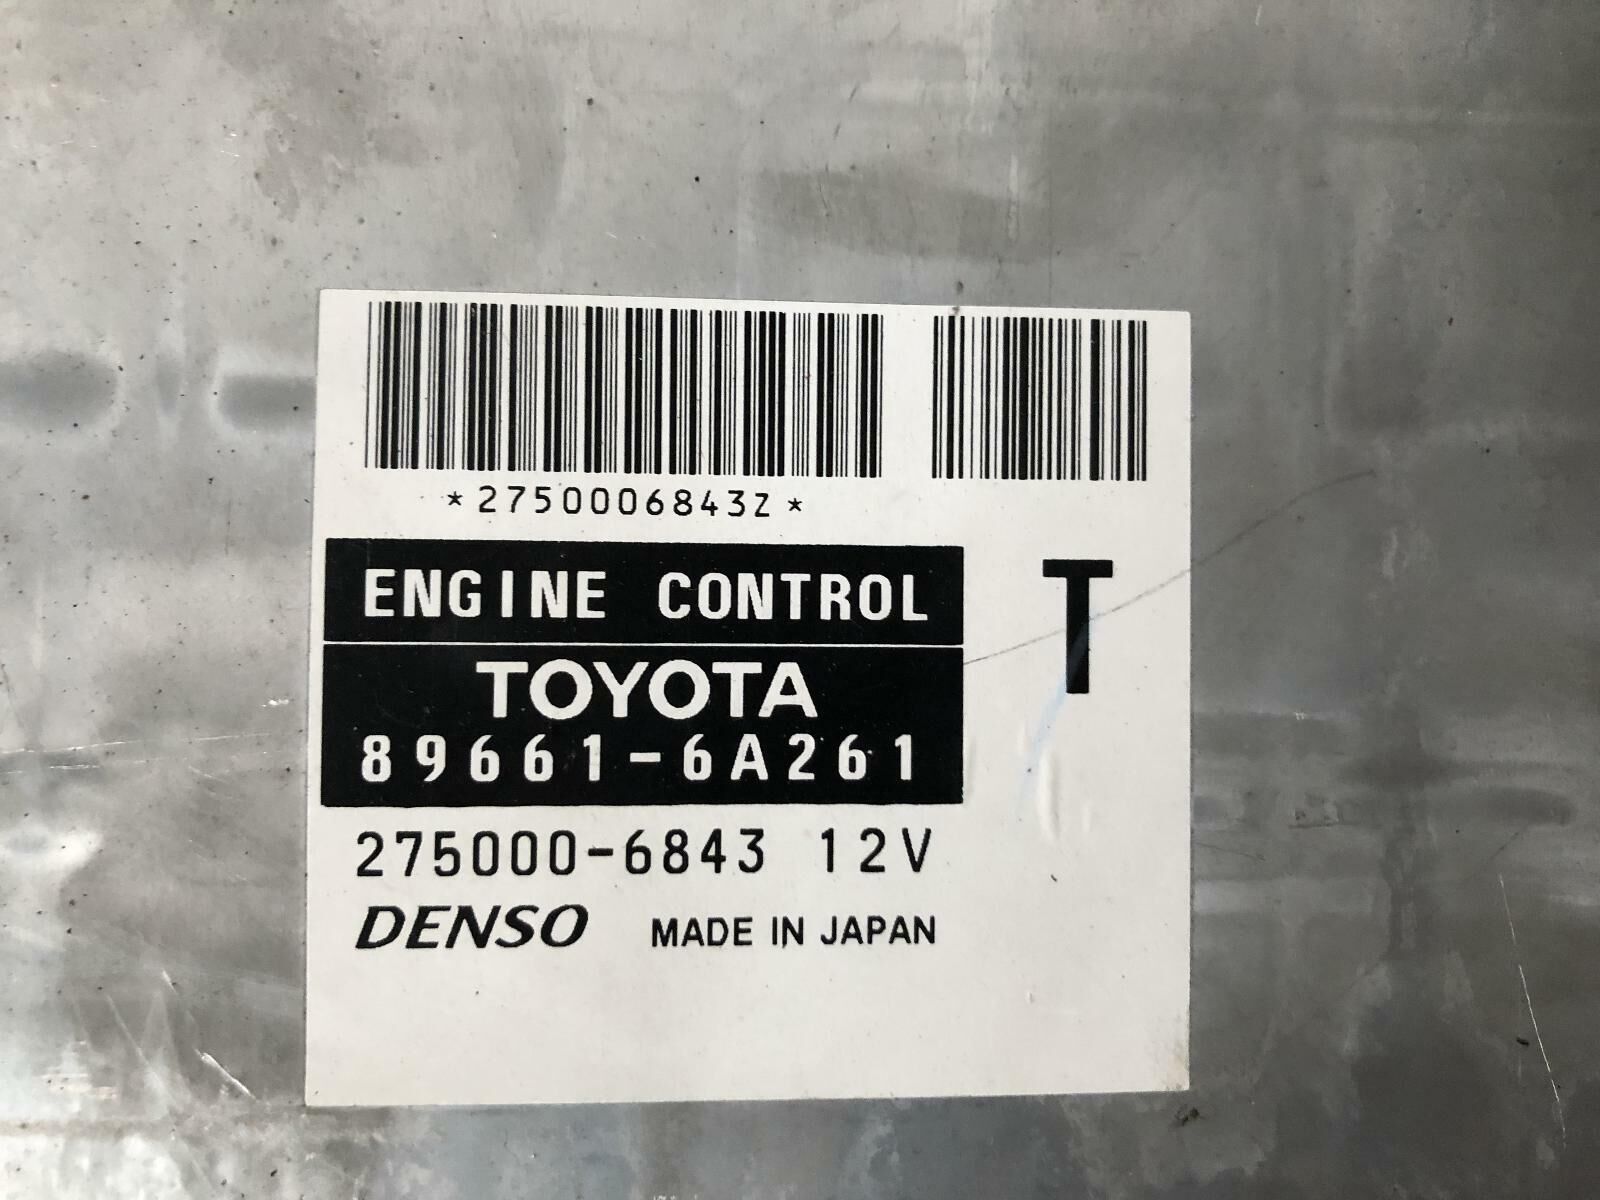 *2750006843Z*
ENGINE CONTROL
T
TOYOTA
89661-6A261
275000-6843 12V
DENSO MADE IN JAPAN